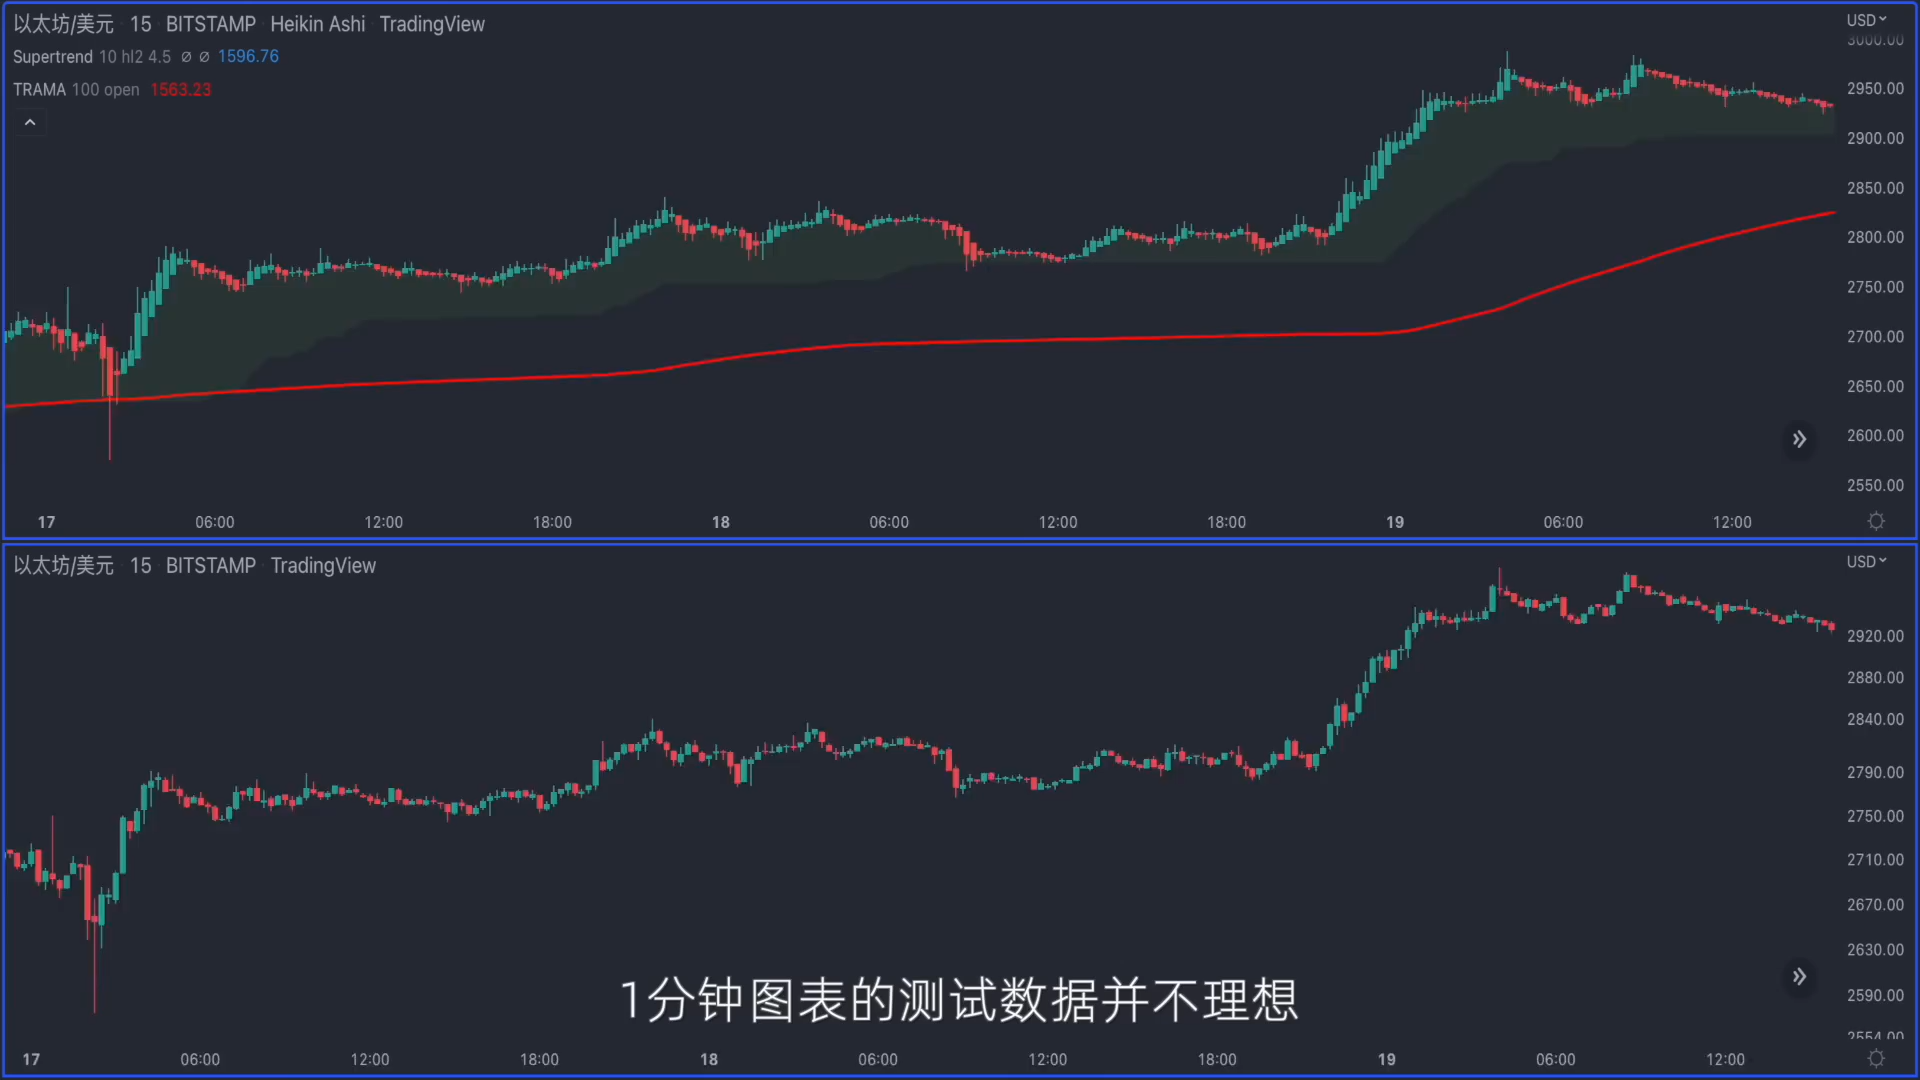 以太坊/美元 15 BITSTAMP Heikin Ashi TradingView
USD
3000.00
Supertrend 10 hl2 4.5 ∅ ∅ 1596.76
TRAMA 100 open 1563.23
2950.00
2900.00
2850.00
2800.00
2750.00
2700.00
2650.00
2600.00
2550.00
17 06:00 12:00 18:00 18 06:00 12:00 18:00 19 06:00 12:00
以太坊/美元 15 BITSTAMP TradingView
USD
2920.00
2880.00
2840.00
2790.00
2750.00
2710.00
2670.00
2630.00
2590.00
2554.00
1分钟图表的测试数据并不理想
17 06:00 12:00 18:00 18 06:00 12:00 18:00 19 06:00 12:00